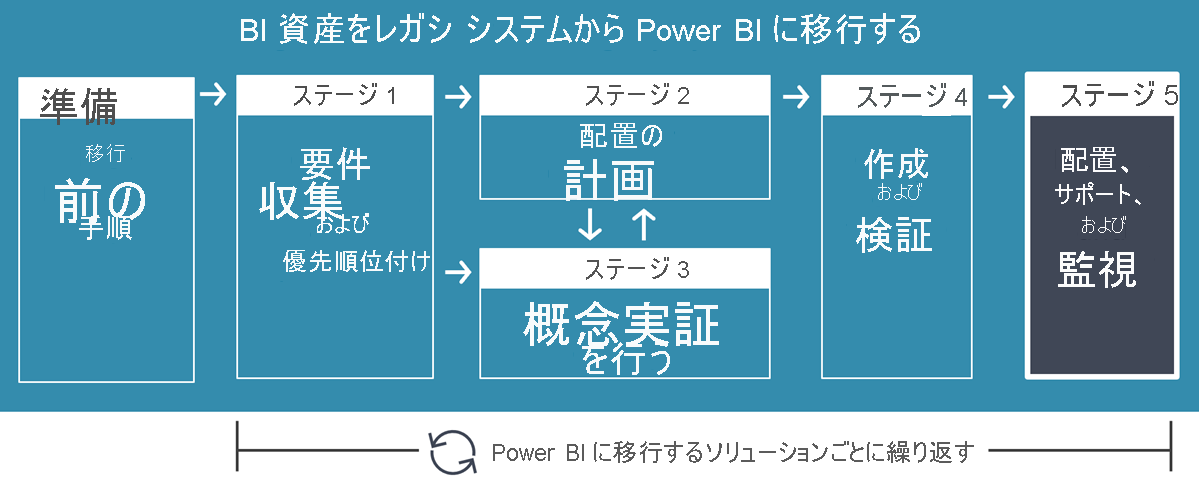 BI 資産をレガシ システムから Power BI に移行する
準備
移行
前の
手順
ステージ 1
要件
収集
および
優先順位付け
ステージ 2
配置の
計画
ステージ 3
概念実証
を行う
ステージ 4
作成
および
検証
ステージ 5
配置、
サポート、
および
監視
Power BI に移行するソリューションごとに繰り返す